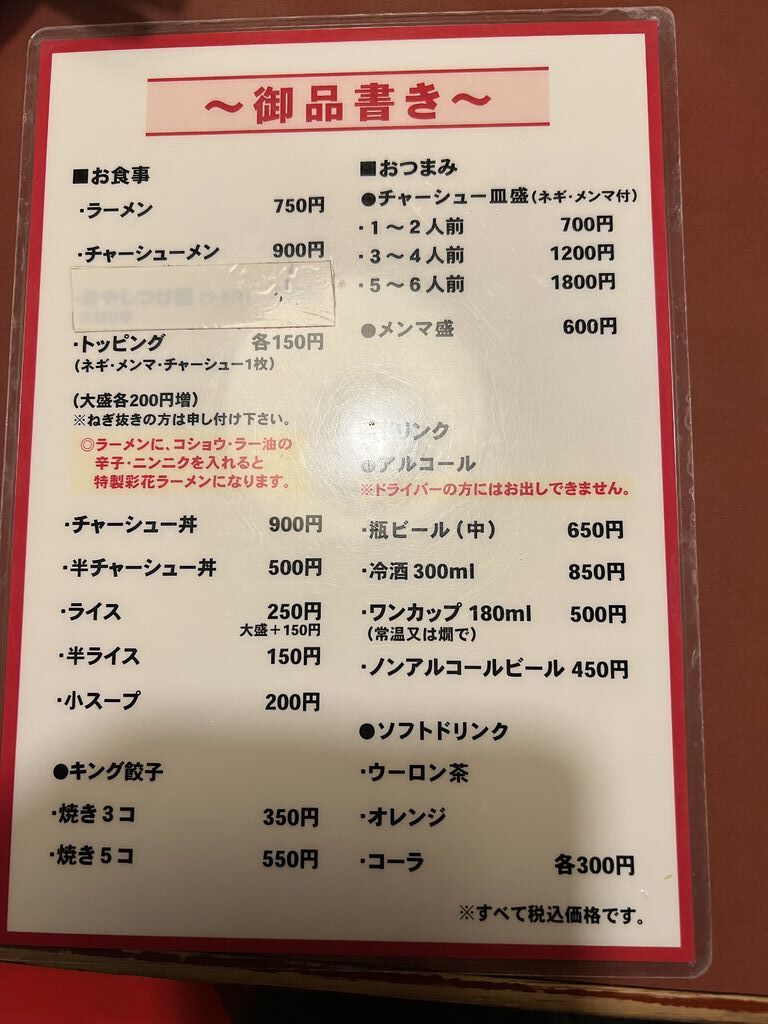 ～御品書き～
■お食事
・ラーメン 750円
・チャーシューメン 900円
・トッピング 各150円
(ネギ・メンマ・チャーシュー1枚)
(大盛各200円増)
※ねぎ抜きの方は申し付け下さい。
◎ラーメンに、コショウ・ラー油の
辛子・ニンニクを入れると
特製彩花ラーメンになります。
・チャーシュー丼 900円
・半チャーシュー丼 500円
・ライス 250円
大盛＋150円
・半ライス 150円
・小スープ 200円
●キング餃子
・焼き3コ 350円
・焼き5コ 550円
■おつまみ
●チャーシュー皿盛(ネギ・メンマ付)
・1～2人前 700円
・3～4人前 1200円
・5～6人前 1800円
●メンマ盛 600円
リンク
●アルコール
※ドライバーの方にはお出しできません。
・瓶ビール(中) 650円
・冷酒300ml 850円
・ワンカップ 180ml 500円
(常温又は燗で)
・ノンアルコールビール 450円
●ソフトドリンク
・ウーロン茶
・オレンジ
・コーラ 各300円
※すべて税込価格です。